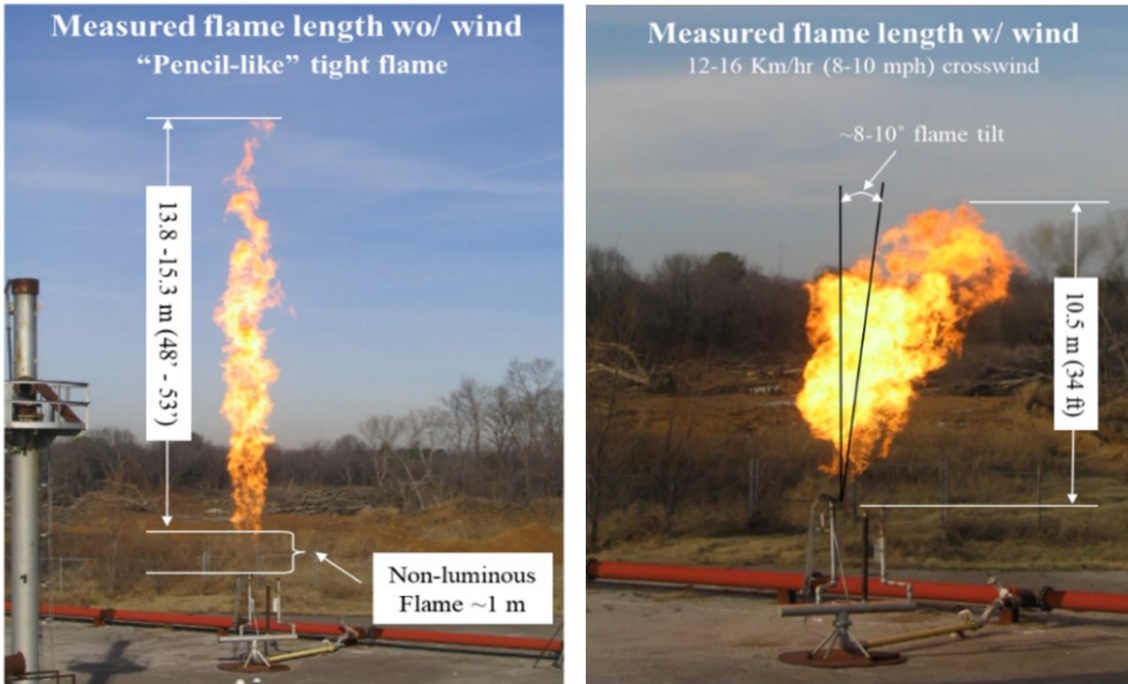 Measured flame length wo/ wind
“Pencil-like” tight flame
13.8 -15.3 m (48' - 53')
Non-luminous
Flame ~1 m
Measured flame length w/ wind
12-16 Km/hr (8-10 mph) crosswind
~8-10˚ flame tilt
10.5 m (34 ft)